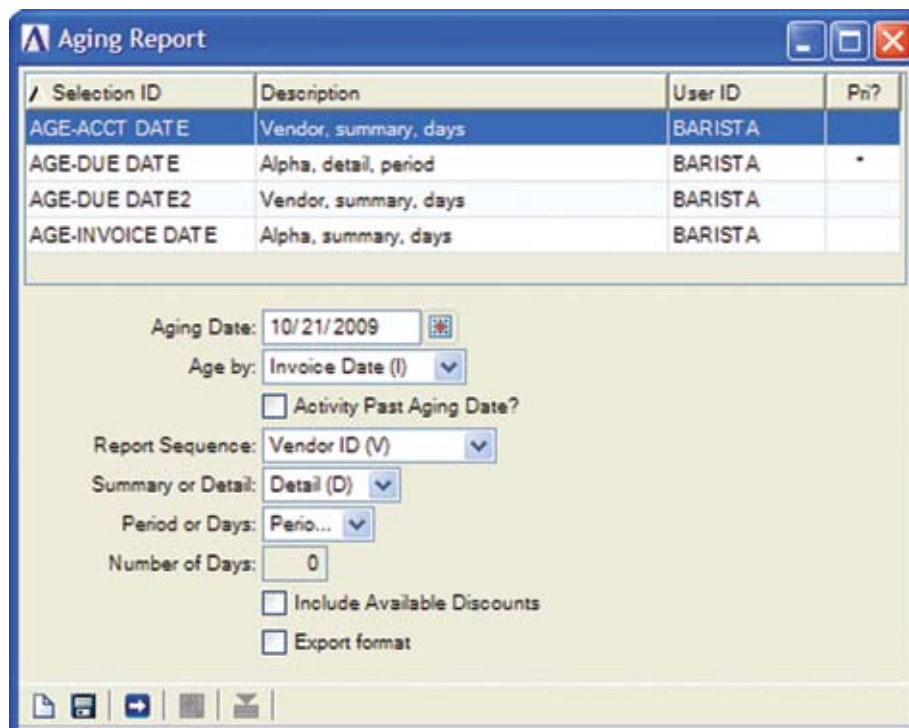 Aging Report
Selection ID Description User ID Pri?
AGE-ACCT DATE Vendor, summary, days BARISTA
AGE-DUE DATE Alpha, detail, period BARISTA *
AGE-DUE DATE2 Vendor, summary, days BARISTA
AGE-INVOICE DATE Alpha, summary, days BARISTA
Aging Date: 10/21/2009
Age by: Invoice Date (I)
Activity Past Aging Date?
Report Sequence: Vendor ID (V)
Summary or Detail: Detail (D)
Period or Days: Perio...
Number of Days: 0
Include Available Discounts
Export format